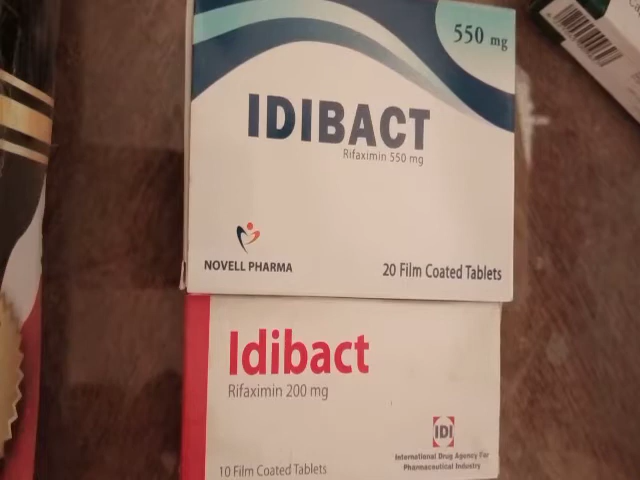 550 mg
IDIBACT
Rifaximin 550 mg
NOVELL PHARMA
20 Film Coated Tablets
Idibact
Rifaximin 200 mg
IDI
International Drug Agency For
Pharmaceutical Industry
10 Film Coated Tablets